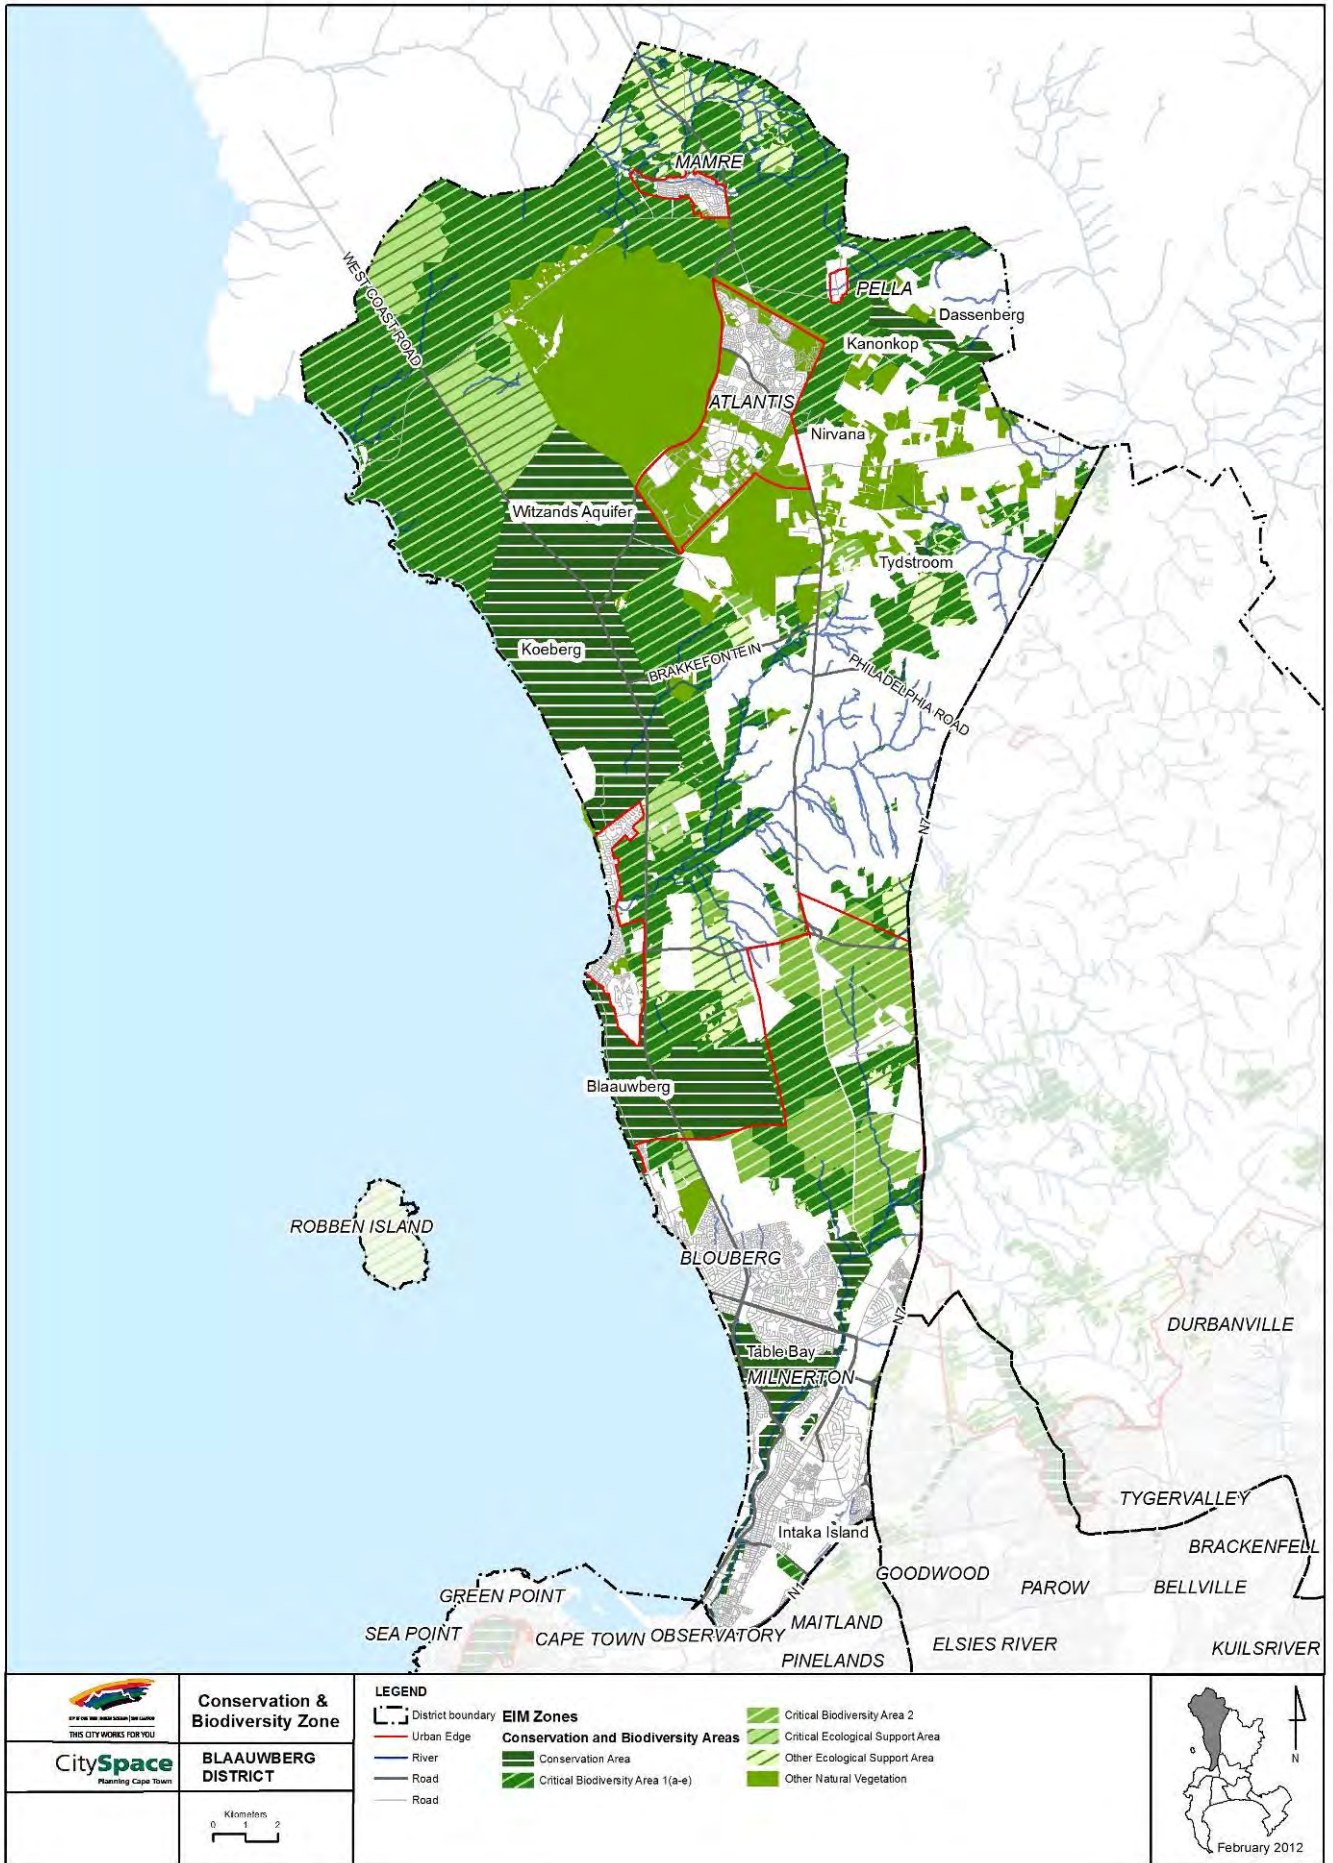 MAMRE
WEST COAST ROAD
PELLA
Dassenberg
Kanonkop
ATLANTIS
Nirvana
Witzands Aquifer
Tydstroom
Koeberg
BRAKKEFONTEIN
PHILADELPHIA ROAD
N7
Blaauwberg
ROBBEN ISLAND
BLOUBERG
N7
DURBANVILLE
Table Bay
MILNERTON
TYGERVALLEY
Intaka Island
BRACKENFELL
GOODWOOD
PAROW
BELLVILLE
GREEN POINT
N1
MAITLAND
SEA POINT
CAPE TOWN
OBSERVATORY
ELSIES RIVER
KUILSRIVER
PINELANDS
THIS CITY WORKS FOR YOU
CitySpace
Planning Cape Town
Conservation &
Biodiversity Zone
BLAAUWBERG
DISTRICT
Kilometers
0 1 2
LEGEND
District boundary
Urban Edge
River
Road
Road
EIM Zones
Conservation and Biodiversity Areas
Conservation Area
Critical Biodiversity Area 1(a-e)
Critical Biodiversity Area 2
Critical Ecological Support Area
Other Ecological Support Area
Other Natural Vegetation
N
February 2012